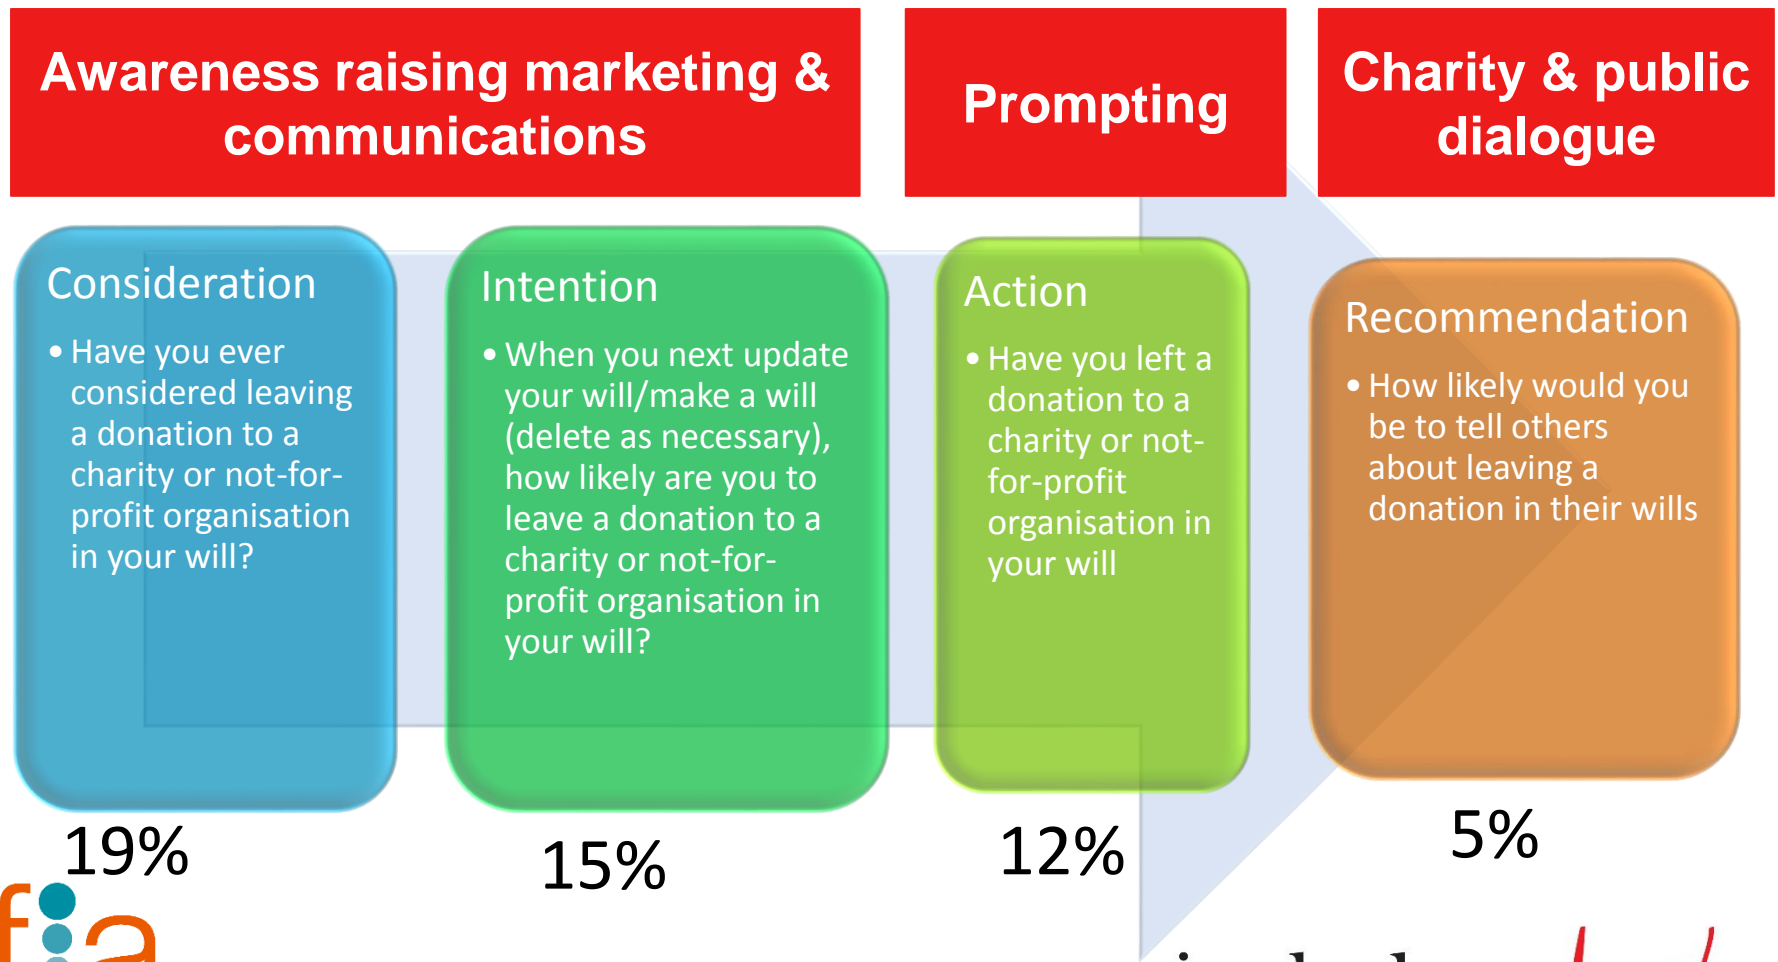 Awareness raising marketing &
communications
Prompting
Charity & public
dialogue
Consideration
• Have you ever
considered leaving
a donation to a
charity or not-for-
profit organisation
in your will?
19%
Intention
• When you next update
your will/make a will
(delete as necessary),
how likely are you to
leave a donation to a
charity or not-for-
profit organisation in
your will?
15%
Action
• Have you left a
donation to a
charity or not-
for-profit
organisation in
your will
12%
Recommendation
• How likely would you
be to tell others
about leaving a
donation in their wills
5%
fia